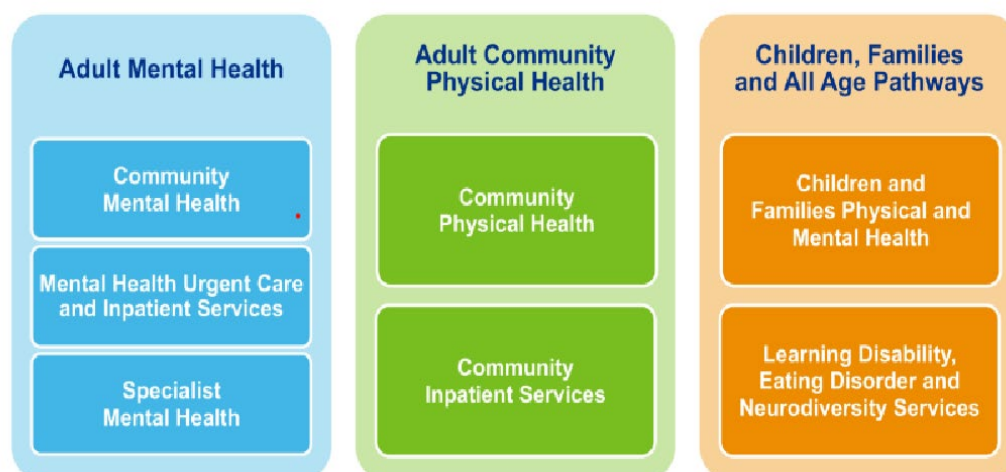 Adult Mental Health
Community
Mental Health
Mental Health Urgent Care
and Inpatient Services
Specialist
Mental Health
Adult Community
Physical Health
Community
Physical Health
Community
Inpatient Services
Children, Families
and All Age Pathways
Children and
Families Physical and
Mental Health
Learning Disability,
Eating Disorder and
Neurodiversity Services